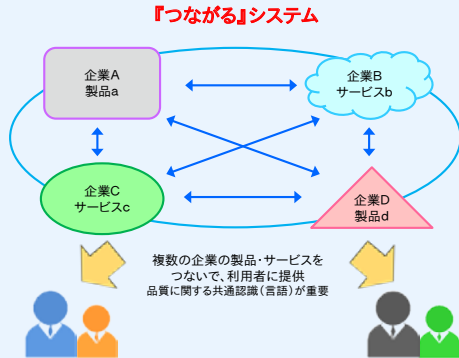 『つながる』システム
企業A
製品a
企業B
サービスb
企業C
サービスc
企業D
製品d
複数の企業の製品・サービスを
つないで、利用者に提供
品質に関する共通認識(言語)が重要